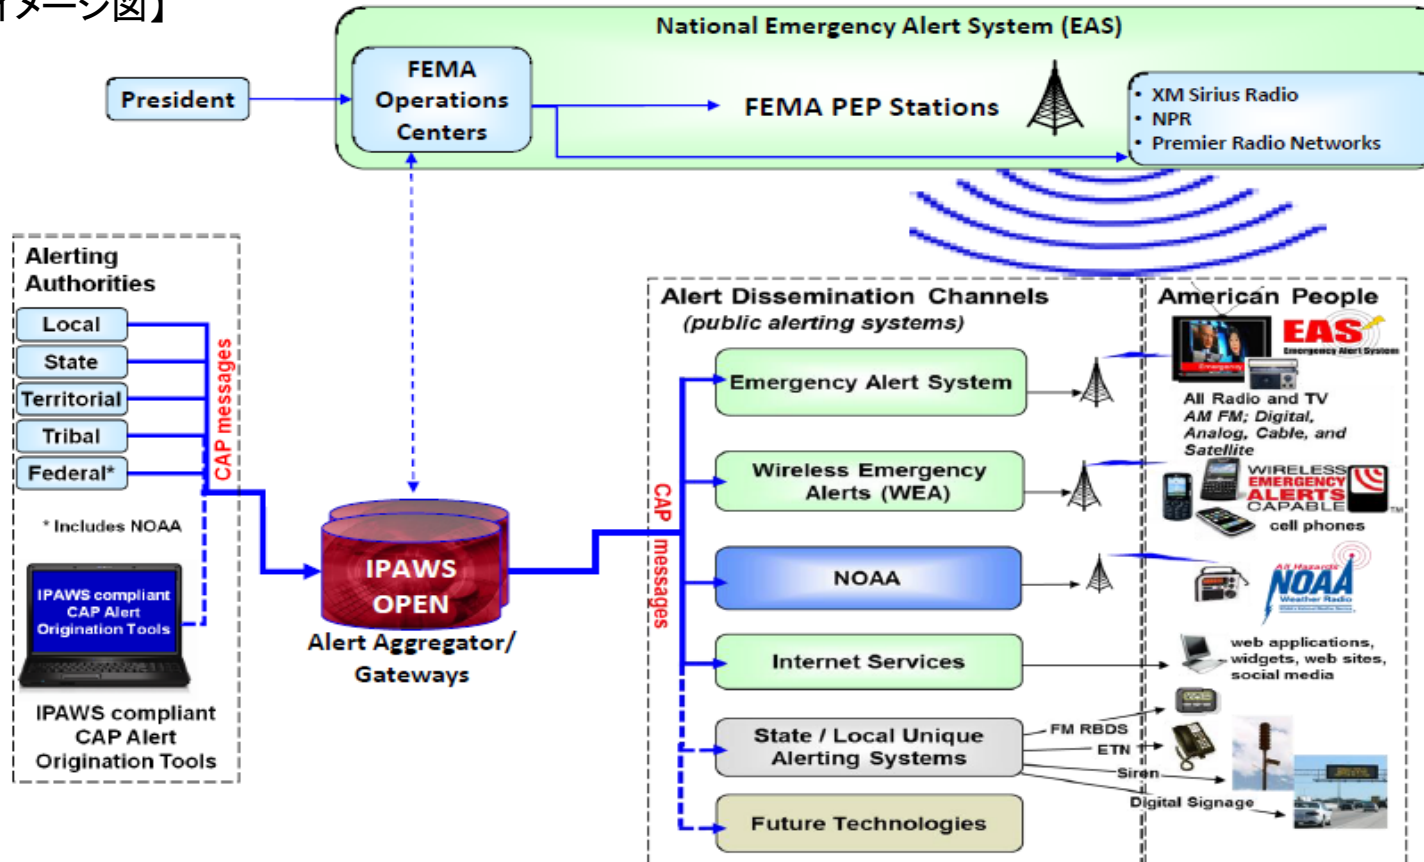 イメージ図】
National Emergency Alert System (EAS)
President
FEMA
Operations
Centers
FEMA PEP Stations
• XM Sirius Radio
• NPR
• Premier Radio Networks
Alerting
Authorities
Local
State
Territorial
Tribal
Federal*
CAP messages
* Includes NOAA
IPAWS compliant
CAP Alert
Origination Tools
IPAWS compliant
CAP Alert
Origination Tools
IPAWS
OPEN
Alert Aggregator/
Gateways
CAP messages
Alert Dissemination Channels
(public alerting systems)
Emergency Alert System
Wireless Emergency
Alerts (WEA)
NOAA
Internet Services
State / Local Unique
Alerting Systems
Future Technologies
FM RBDS
ETN
Siren
Digital Signage
American People
Emergency
EAS
Emergency Alert System
All Radio and TV
AM FM; Digital,
Analog, Cable, and
Satellite
WIRELESS
EMERGENCY
ALERTS
CAPABLE
TM
cell phones
All Hazards
NOAA
Weather Radio
web applications,
widgets, web sites,
social media